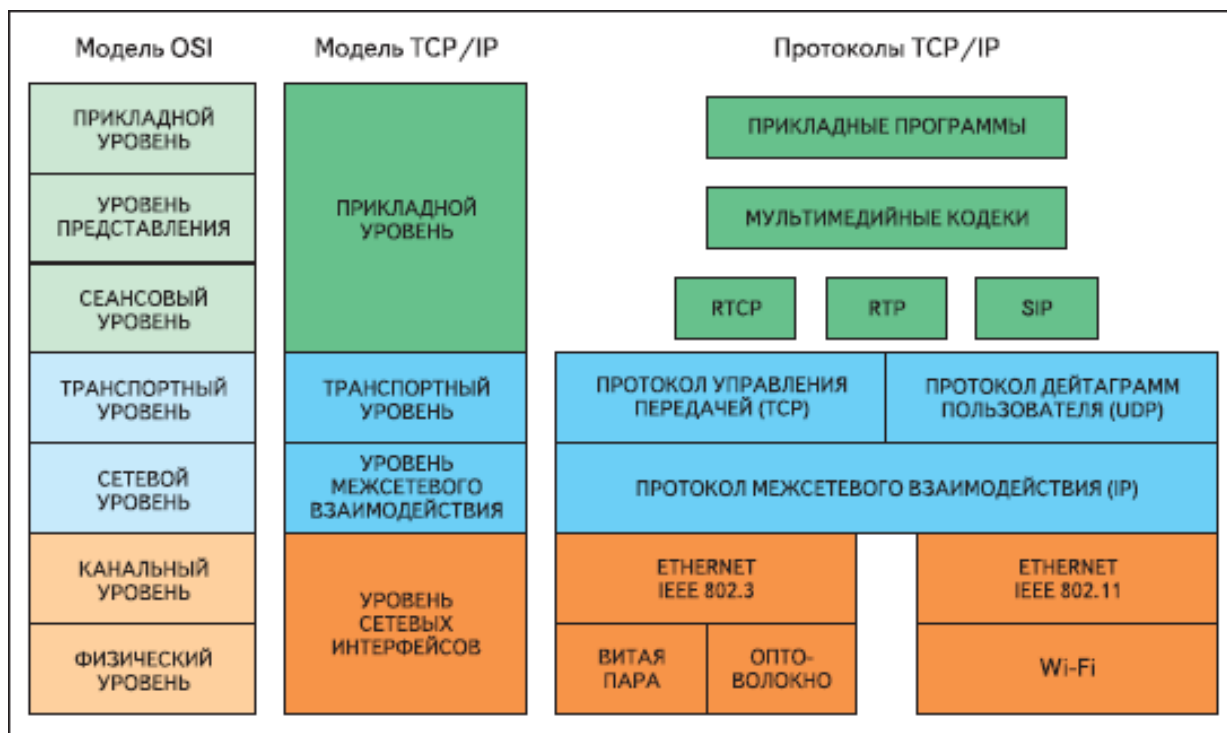 Модель OSI
Модель TCP/IP
Протоколы TCP/IP
ПРИКЛАДНОЙ
УРОВЕНЬ
УРОВЕНЬ
ПРЕДСТАВЛЕНИЯ
СЕАНСОВЫЙ
УРОВЕНЬ
ТРАНСПОРТНЫЙ
УРОВЕНЬ
СЕТЕВОЙ
УРОВЕНЬ
КАНАЛЬНЫЙ
УРОВЕНЬ
ФИЗИЧЕСКИЙ
УРОВЕНЬ
ПРИКЛАДНОЙ
УРОВЕНЬ
ТРАНСПОРТНЫЙ
УРОВЕНЬ
УРОВЕНЬ
МЕЖСЕТЕВОГО
ВЗАИМОДЕЙСТВИЯ
УРОВЕНЬ
СЕТЕВЫХ
ИНТЕРФЕЙСОВ
ПРИКЛАДНЫЕ ПРОГРАММЫ
МУЛЬТИМЕДИЙНЫЕ КОДЕКИ
RTCP
RTP
SIP
ПРОТОКОЛ УПРАВЛЕНИЯ
ПЕРЕДАЧЕЙ (TCP)
ПРОТОКОЛ ДЕЙТАГРАММ
ПОЛЬЗОВАТЕЛЯ (UDP)
ПРОТОКОЛ МЕЖСЕТЕВОГО ВЗАИМОДЕЙСТВИЯ (IP)
ETHERNET
IEEE 802.3
ETHERNET
IEEE 802.11
ВИТАЯ
ПАРА
ОПТО-
ВОЛОКНО
Wi-Fi